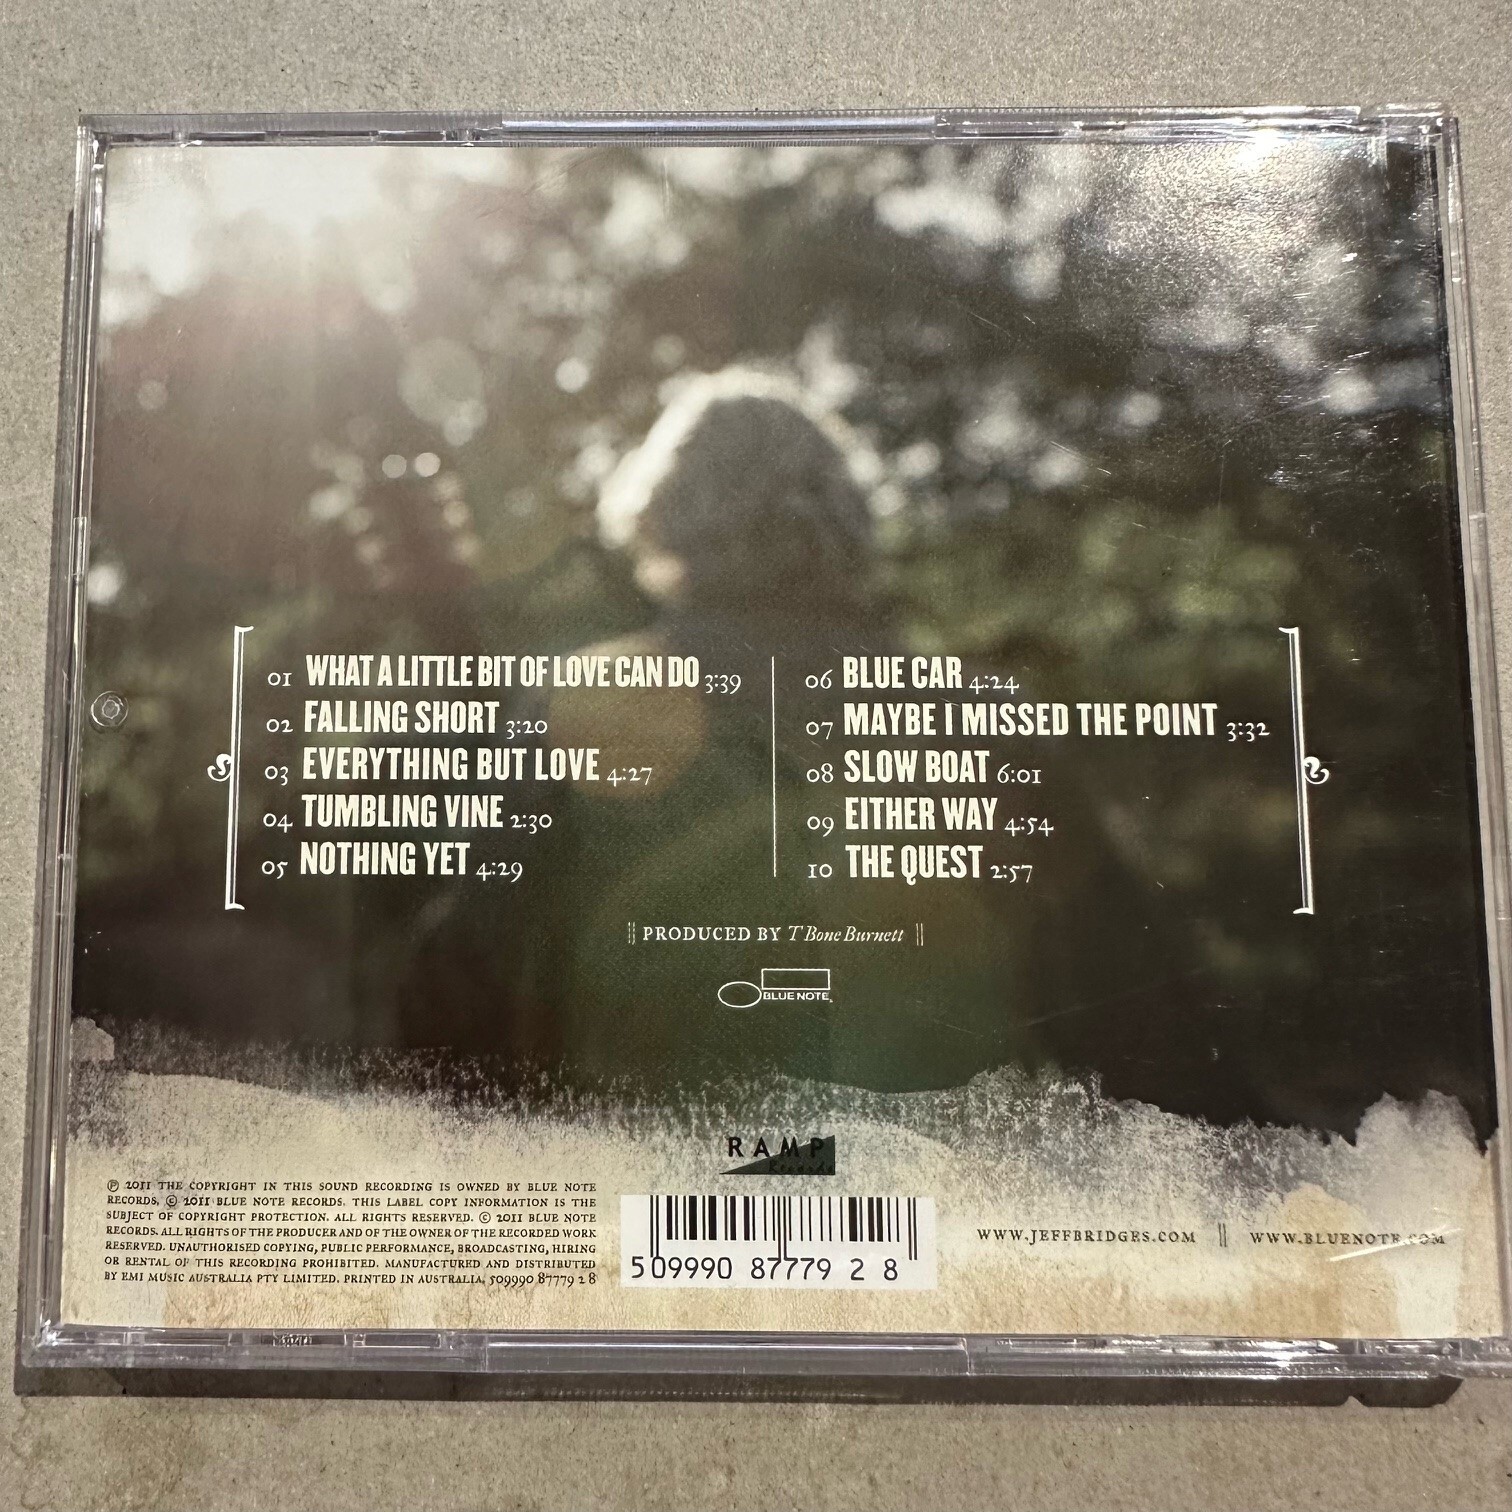 01 WHAT A LITTLE BIT OF LOVE CAN DO 3:39
02 FALLING SHORT 3:20
03 EVERYTHING BUT LOVE 4:27
04 TUMBLING VINE 2:30
05 NOTHING YET 4:29
06 BLUE CAR 4:24
07 MAYBE I MISSED THE POINT 3:32
08 SLOW BOAT 6:01
09 EITHER WAY 4:54
10 THE QUEST 2:57
PRODUCED BY T Bone Burnett
BLUE NOTE
RAMP
Records
℗ 2011 THE COPYRIGHT IN THIS SOUND RECORDING IS OWNED BY BLUE NOTE
RECORDS, © 2011 BLUE NOTE RECORDS. THIS LABEL COPY INFORMATION IS THE
SUBJECT OF COPYRIGHT PROTECTION. ALL RIGHTS RESERVED. © 2011 BLUE NOTE
RECORDS. ALL RIGHTS OF THE PRODUCER AND OF THE OWNER OF THE RECORDED WORK
RESERVED. UNAUTHORISED COPYING, PUBLIC PERFORMANCE, BROADCASTING, HIRING
OR RENTAL OF THIS RECORDING PROHIBITED. MANUFACTURED AND DISTRIBUTED
BY EMI MUSIC AUSTRALIA PTY LIMITED. PRINTED IN AUSTRALIA. 509990 87779 2 8
5 09990 87779 2 8
WWW.JEFFBRIDGES.COM || WWW.BLUENOTE.COM